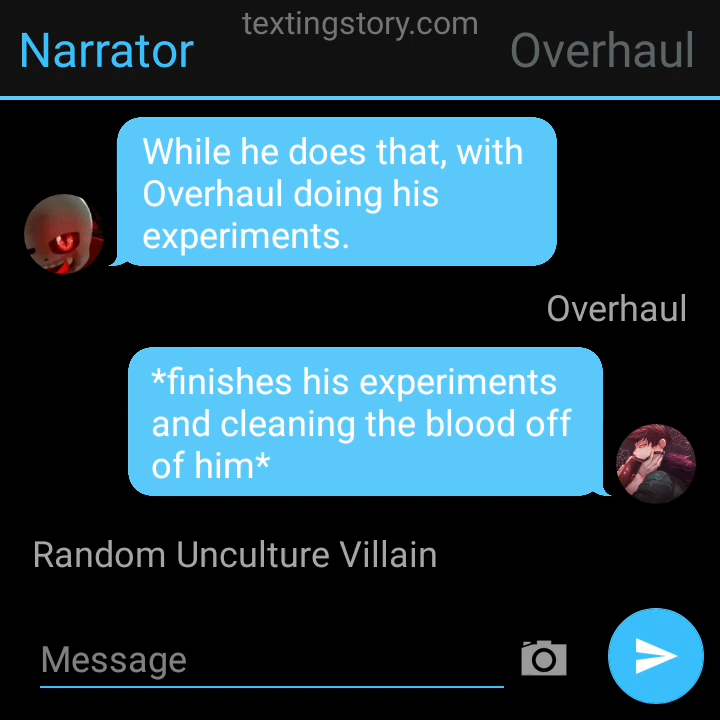 textingstory.com
Narrator
Overhaul
While he does that, with
Overhaul doing his
experiments.
Overhaul
*finishes his experiments
and cleaning the blood off
of him*
Random Unculture Villain
Message